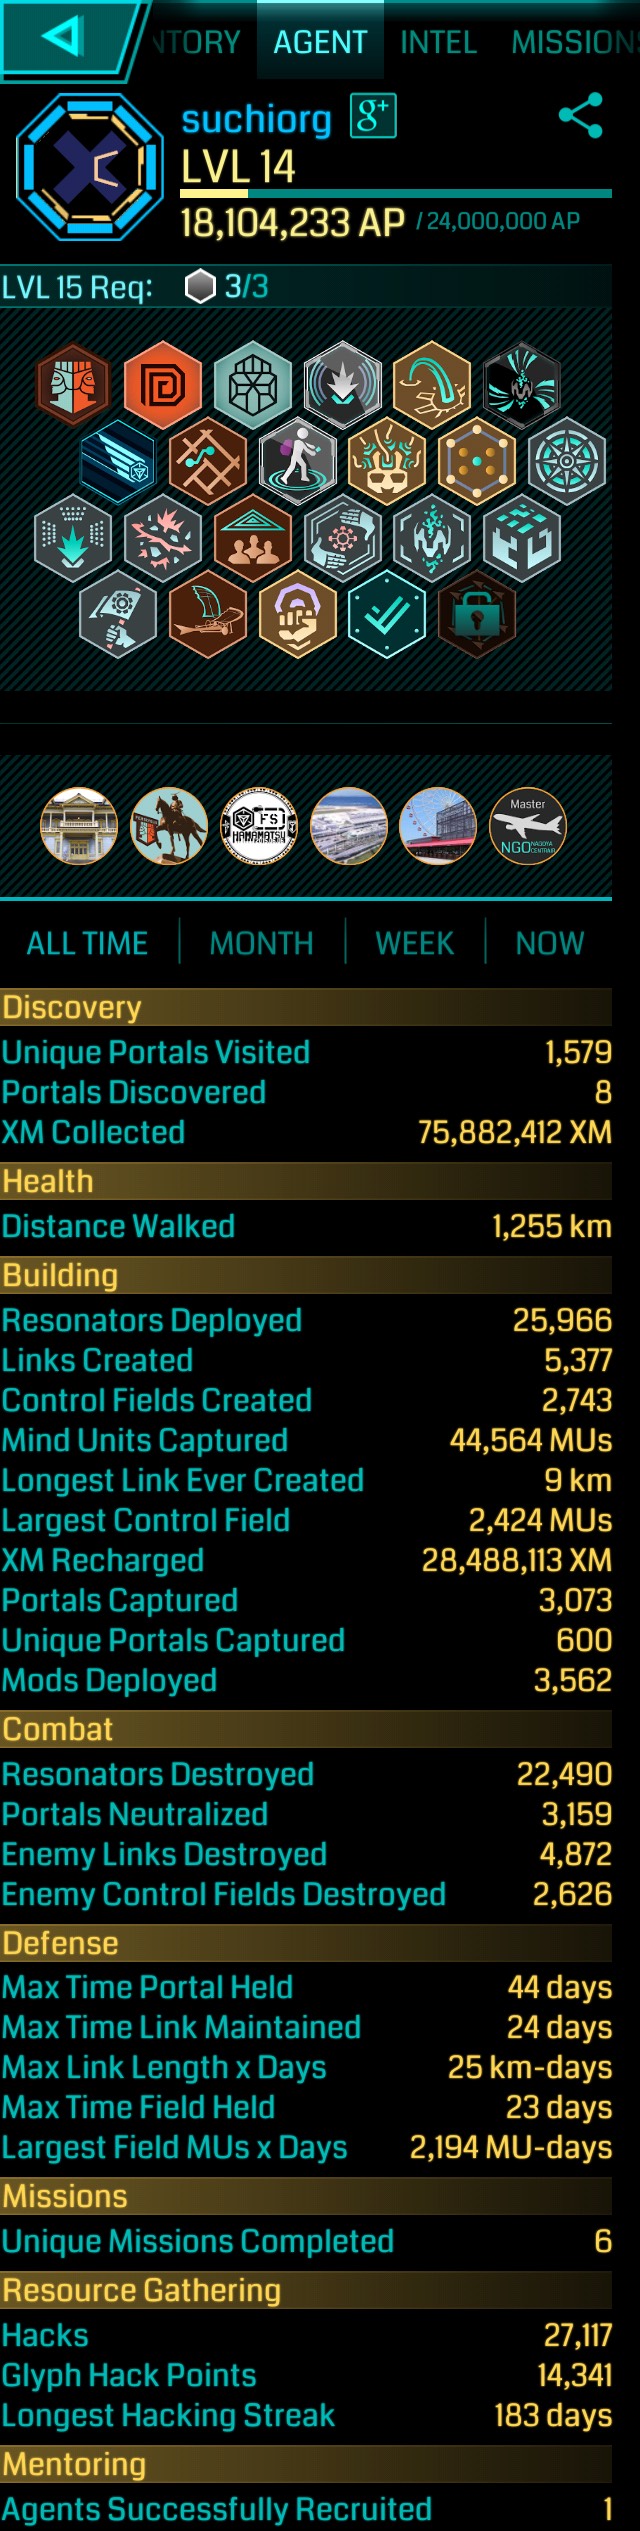 NTORY AGENT INTEL MISSIONS
suchiorg g+
LVL 14
18,104,233 AP / 24,000,000 AP
LVL 15 Req: 3/3
FS
HAMAMATSU
Master
NGO NAGOYA CENTRAIR
ALL TIME MONTH WEEK NOW
Discovery
Unique Portals Visited 1,579
Portals Discovered 8
XM Collected 75,882,412 XM
Health
Distance Walked 1,255 km
Building
Resonators Deployed 25,966
Links Created 5,377
Control Fields Created 2,743
Mind Units Captured 44,564 MUs
Longest Link Ever Created 9 km
Largest Control Field 2,424 MUs
XM Recharged 28,488,113 XM
Portals Captured 3,073
Unique Portals Captured 600
Mods Deployed 3,562
Combat
Resonators Destroyed 22,490
Portals Neutralized 3,159
Enemy Links Destroyed 4,872
Enemy Control Fields Destroyed 2,626
Defense
Max Time Portal Held 44 days
Max Time Link Maintained 24 days
Max Link Length x Days 25 km-days
Max Time Field Held 23 days
Largest Field MUs x Days 2,194 MU-days
Missions
Unique Missions Completed 6
Resource Gathering
Hacks 27,117
Glyph Hack Points 14,341
Longest Hacking Streak 183 days
Mentoring
Agents Successfully Recruited 1